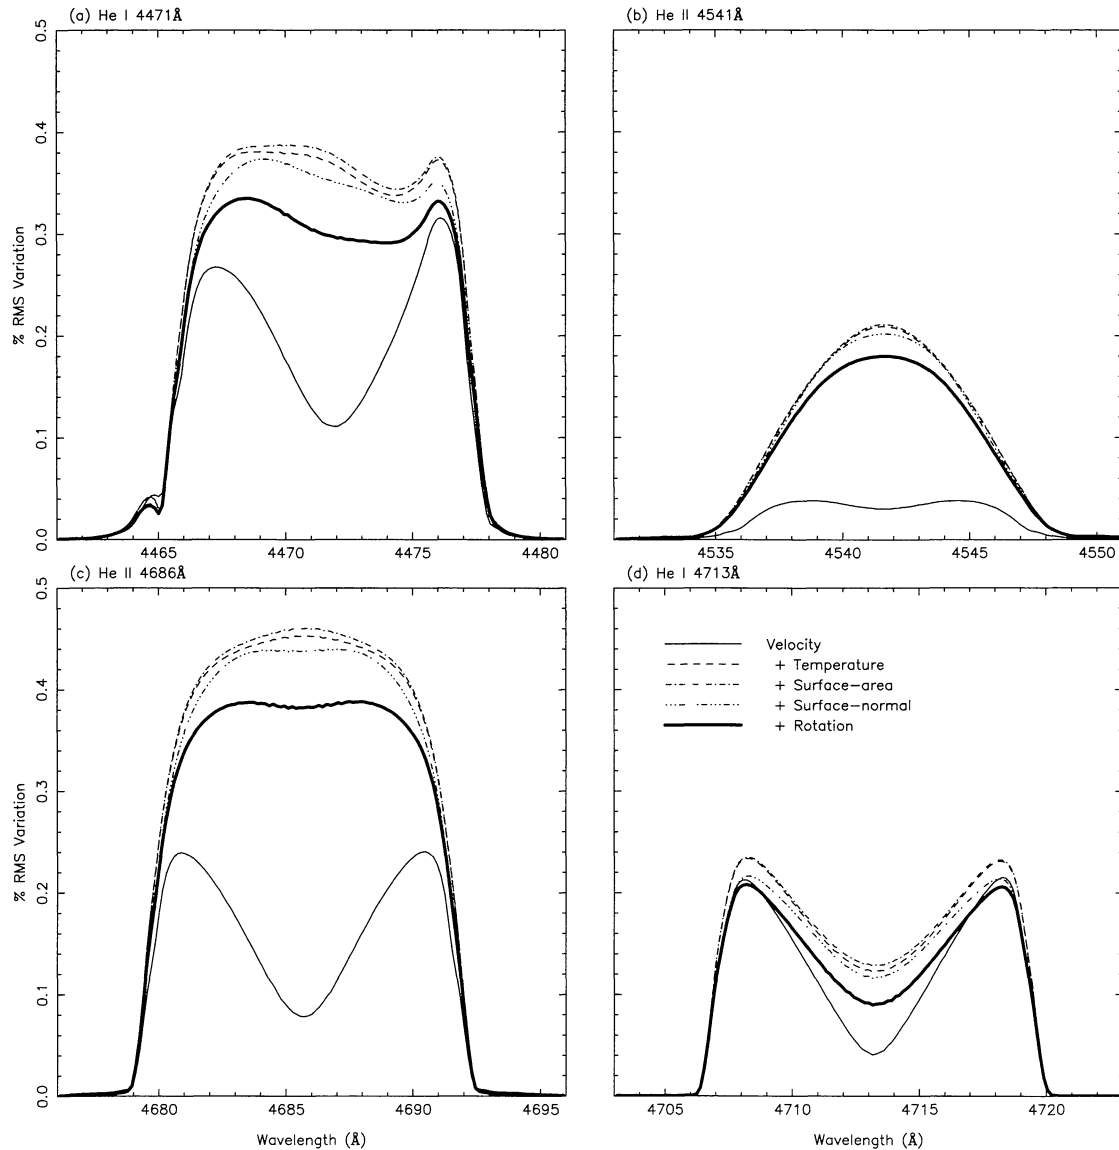 (a) He I 4471Å
(b) He II 4541Å
0.5
0.4
0.3
0.2
0.1
0.0
% RMS Variation
4465
4470
4475
4480
4535
4540
4545
4550
(c) He II 4686Å
(d) He I 4713Å
0.5
0.4
0.3
0.2
0.1
0.0
% RMS Variation
Velocity
+ Temperature
+ Surface-area
+ Surface-normal
+ Rotation
4680
4685
4690
4695
4705
4710
4715
4720
Wavelength (Å)
Wavelength (Å)